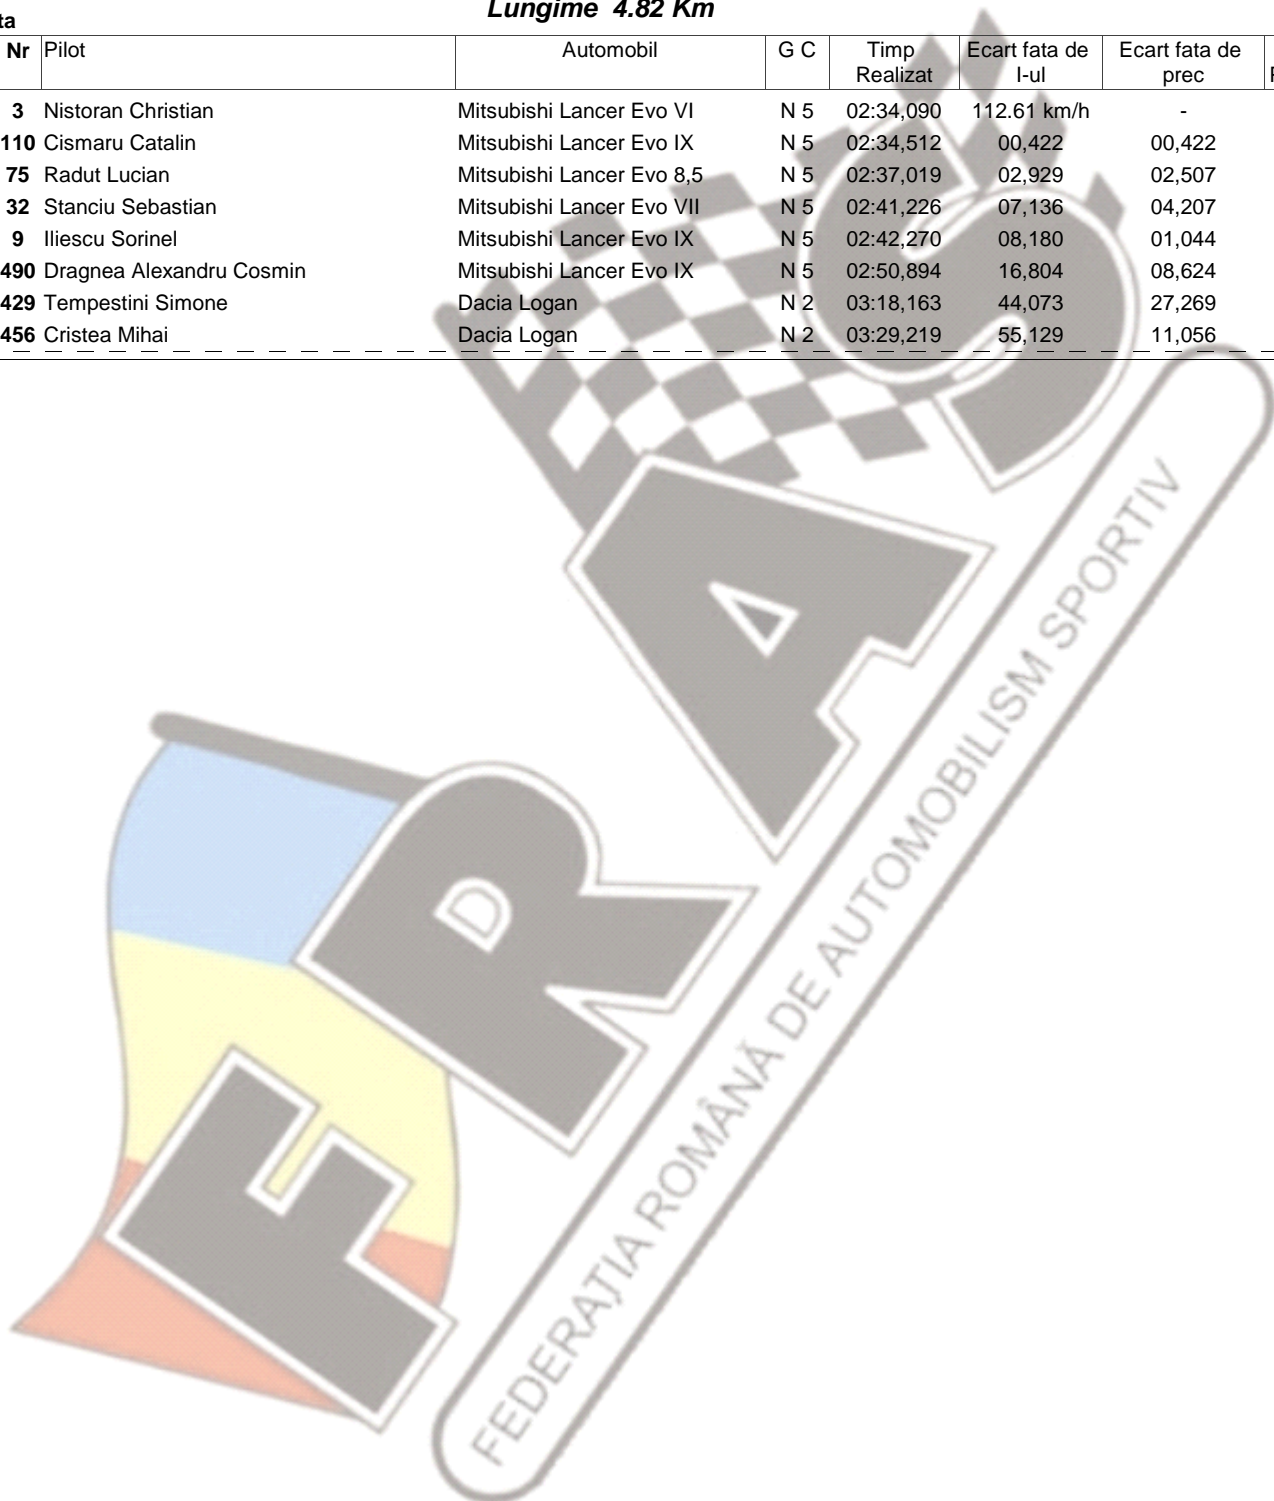 Lungime 4.82 Km
ta
Nr Pilot Automobil G C Timp Realizat Ecart fata de I-ul Ecart fata de prec
3 Nistoran Christian Mitsubishi Lancer Evo VI N 5 02:34,090 112.61 km/h -
110 Cismaru Catalin Mitsubishi Lancer Evo IX N 5 02:34,512 00,422 00,422
75 Radut Lucian Mitsubishi Lancer Evo 8,5 N 5 02:37,019 02,929 02,507
32 Stanciu Sebastian Mitsubishi Lancer Evo VII N 5 02:41,226 07,136 04,207
9 Iliescu Sorinel Mitsubishi Lancer Evo IX N 5 02:42,270 08,180 01,044
490 Dragnea Alexandru Cosmin Mitsubishi Lancer Evo IX N 5 02:50,894 16,804 08,624
429 Tempestini Simone Dacia Logan N 2 03:18,163 44,073 27,269
456 Cristea Mihai Dacia Logan N 2 03:29,219 55,129 11,056
FRAS
FEDERAȚIA ROMÂNĂ DE AUTOMOBILISM SPORTIV